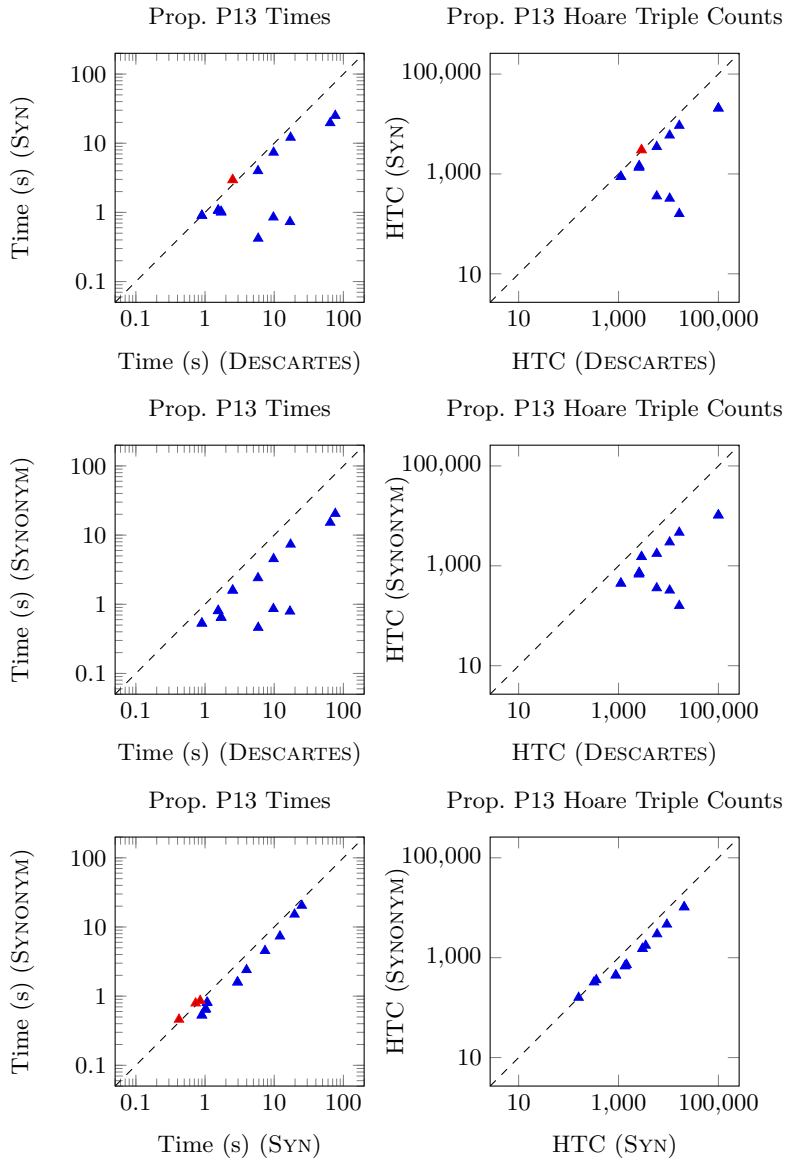 Prop. P13 Times
Prop. P13 Hoare Triple Counts
100
10
1
0.1
Time (s) (SYN)
0.1 1 10 100
Time (s) (DESCARTES)
100,000
1,000
10
HTC (SYN)
10 1,000 100,000
HTC (DESCARTES)
Prop. P13 Times
Prop. P13 Hoare Triple Counts
100
10
1
0.1
Time (s) (SYNONYM)
0.1 1 10 100
Time (s) (DESCARTES)
100,000
1,000
10
HTC (SYNONYM)
10 1,000 100,000
HTC (DESCARTES)
Prop. P13 Times
Prop. P13 Hoare Triple Counts
100
10
1
0.1
Time (s) (SYNONYM)
0.1 1 10 100
Time (s) (SYN)
100,000
1,000
10
HTC (SYNONYM)
10 1,000 100,000
HTC (SYN)